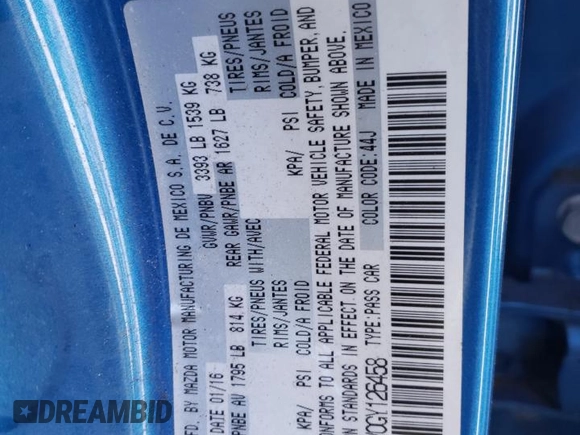 FD. BY MAZDA MOTOR MANUFACTURING DE MEXICO S.A. DE C.V.
01/16 GVWR/PNBV 3393 LB 1539 KG
PNBE AV 1795 LB 814 KG REAR GAWR/PNBE AR 1627 LB 738 KG
TIRES/PNEUS WITH/AVEC TIRES/PNEUS
RIMS/JANTES RIMS/JANTES
KPA/ PSI COLD/A FROID KPA/ PSI COLD/A FROID
ONFORMS TO ALL APPLICABLE FEDERAL MOTOR VEHICLE SAFETY, BUMPER, AND
N STANDARDS IN EFFECT ON THE DATE OF MANUFACTURE SHOWN ABOVE.
CGY126458 TYPE:PASS CAR COLOR CODE:44J MADE IN MEXICO
DREAMBID